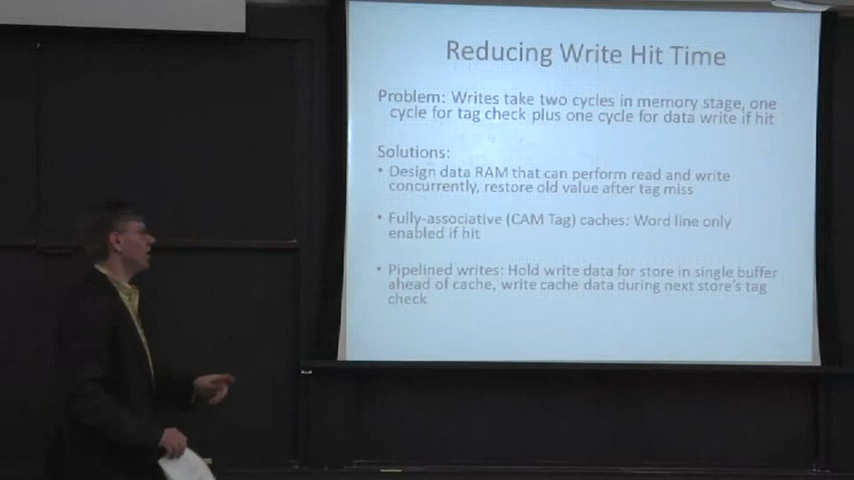 Reducing Write Hit Time
Problem: Writes take two cycles in memory stage, one
cycle for tag check plus one cycle for data write if hit
Solutions:
• Design data RAM that can perform read and write
concurrently, restore old value after tag miss
• Fully-associative (CAM Tag) caches: Word line only
enabled if hit
• Pipelined writes: Hold write data for store in single buffer
ahead of cache, write cache data during next store's tag
check